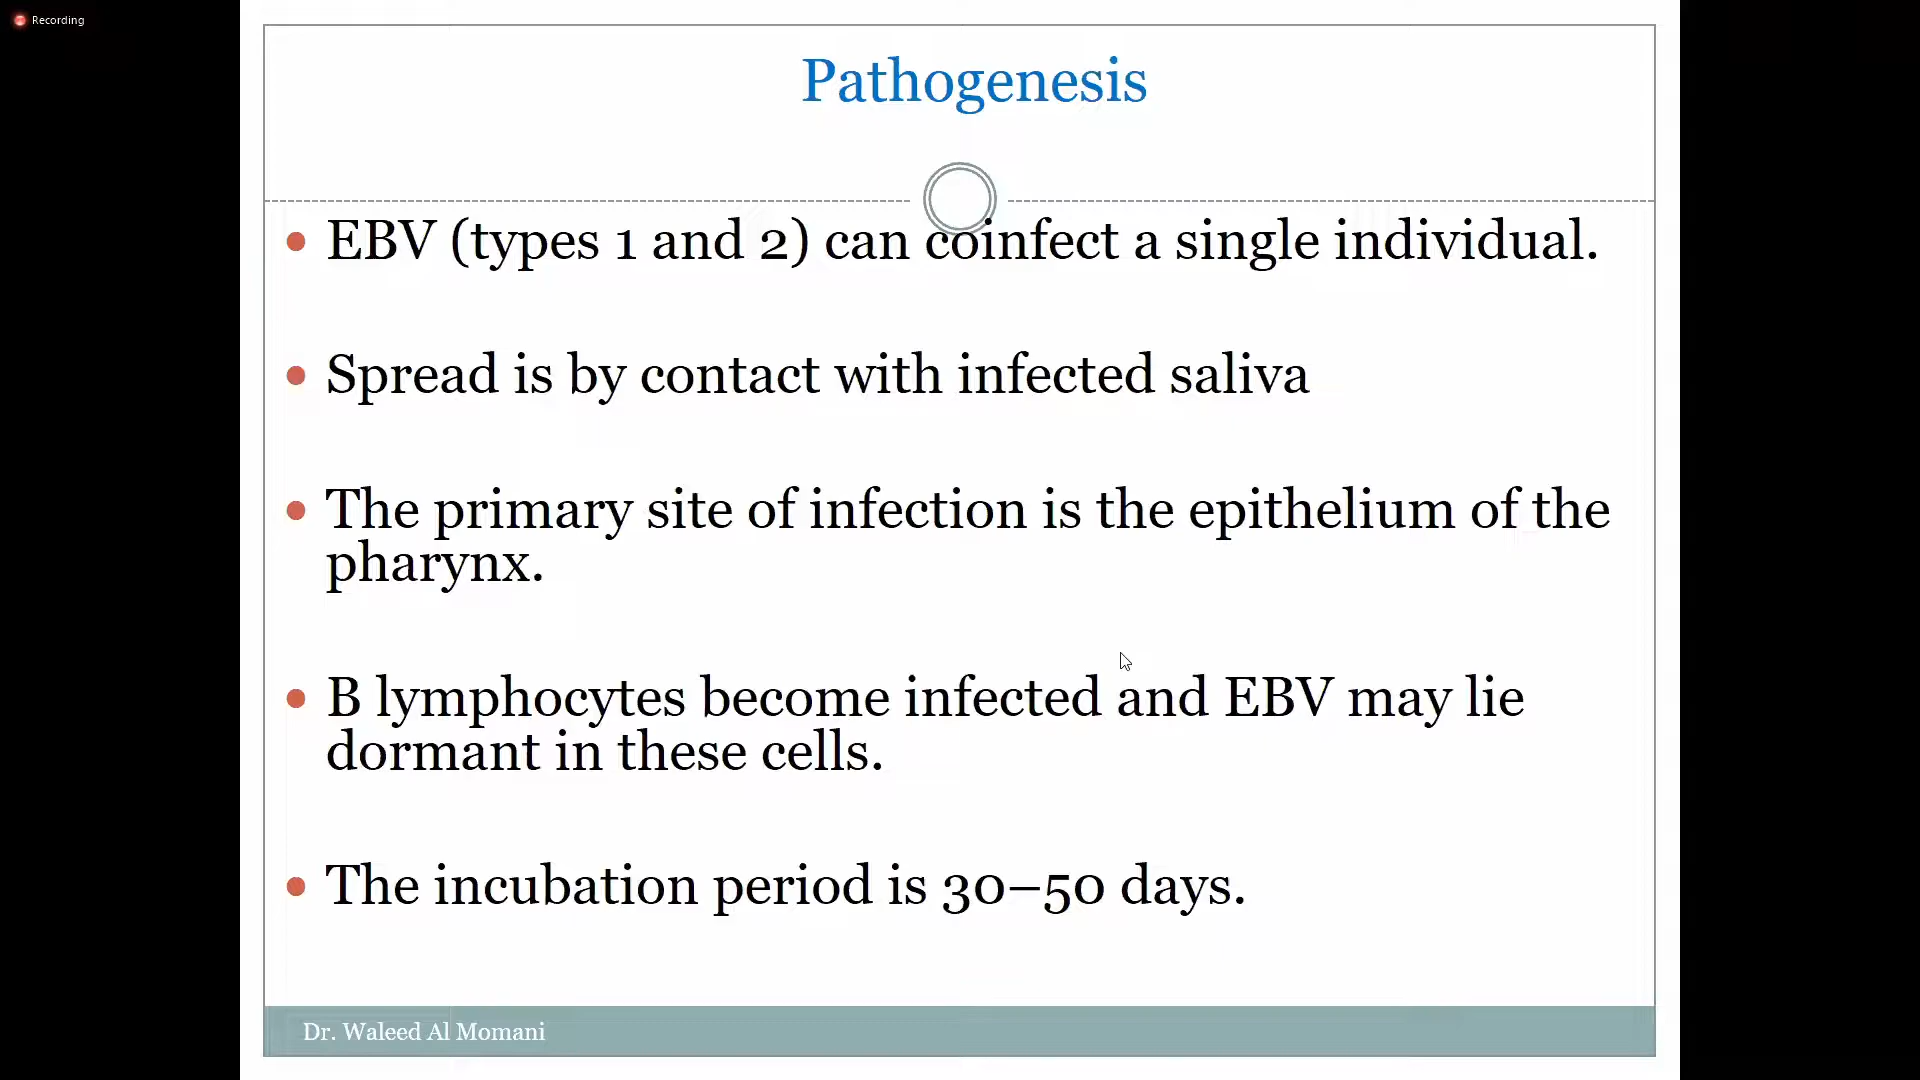 Recording
Pathogenesis
• EBV (types 1 and 2) can coinfect a single individual.
• Spread is by contact with infected saliva
• The primary site of infection is the epithelium of the
pharynx.
• B lymphocytes become infected and EBV may lie
dormant in these cells.
• The incubation period is 30–50 days.
Dr. Waleed Al Momani